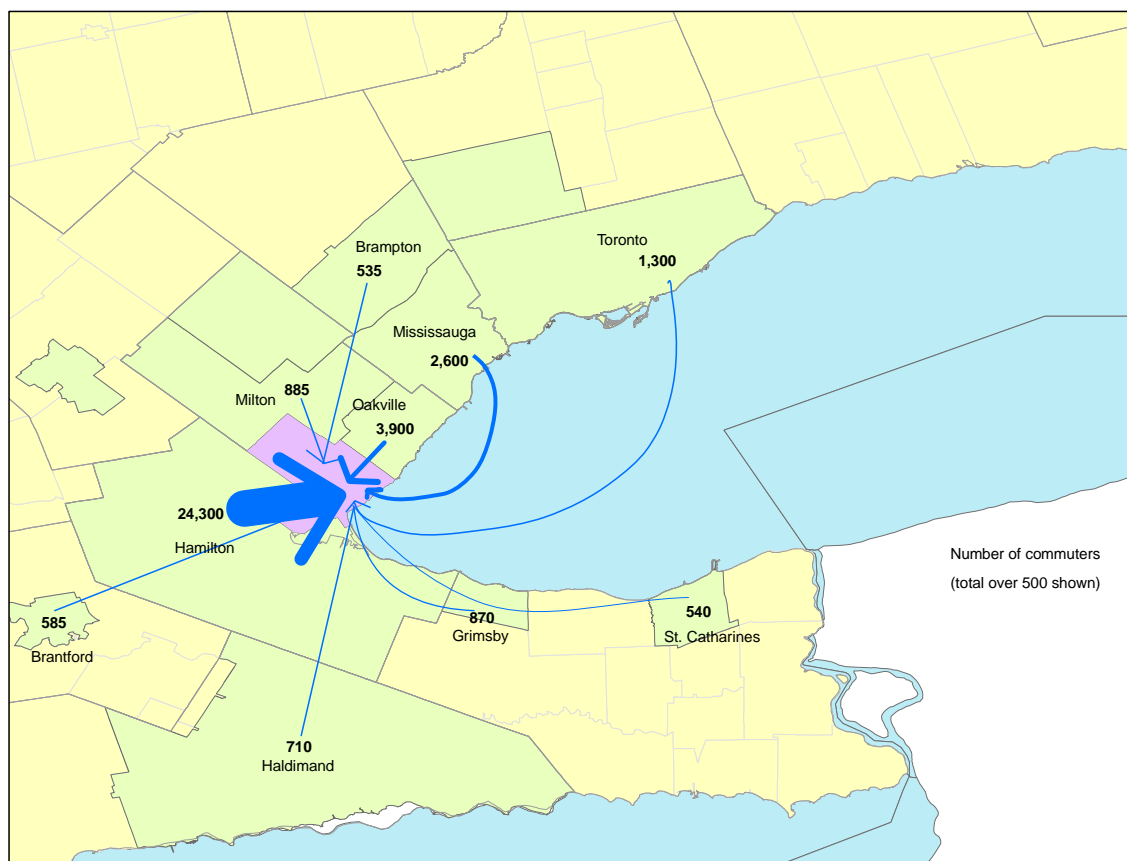 Toronto
1,300
Brampton
535
Mississauga
2,600
Milton
885
Oakville
3,900
24,300
Hamilton
Number of commuters
(total over 500 shown)
585
Brantford
870
Grimsby
540
St. Catharines
710
Haldimand